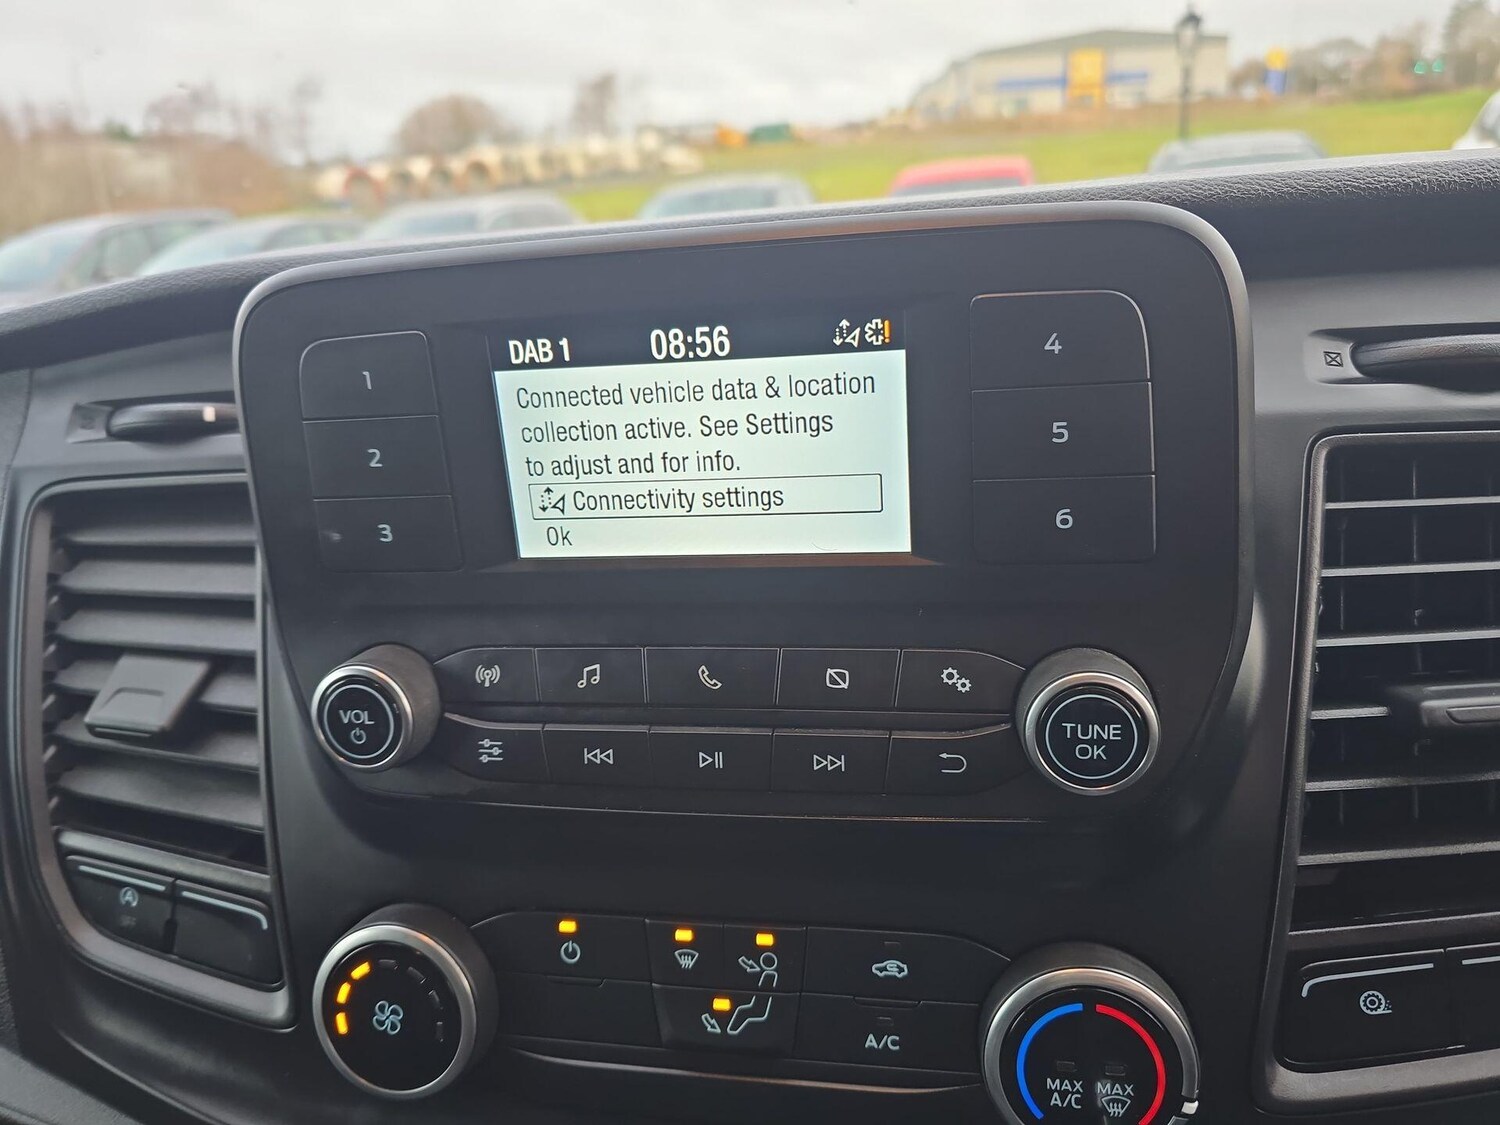 DAB 1 08:56
Connected vehicle data & location
collection active. See Settings
to adjust and for info.
Connectivity settings
Ok
1
2
3
4
5
6
VOL
TUNE
OK
A
OFF
A/C
MAX
A/C
MAX